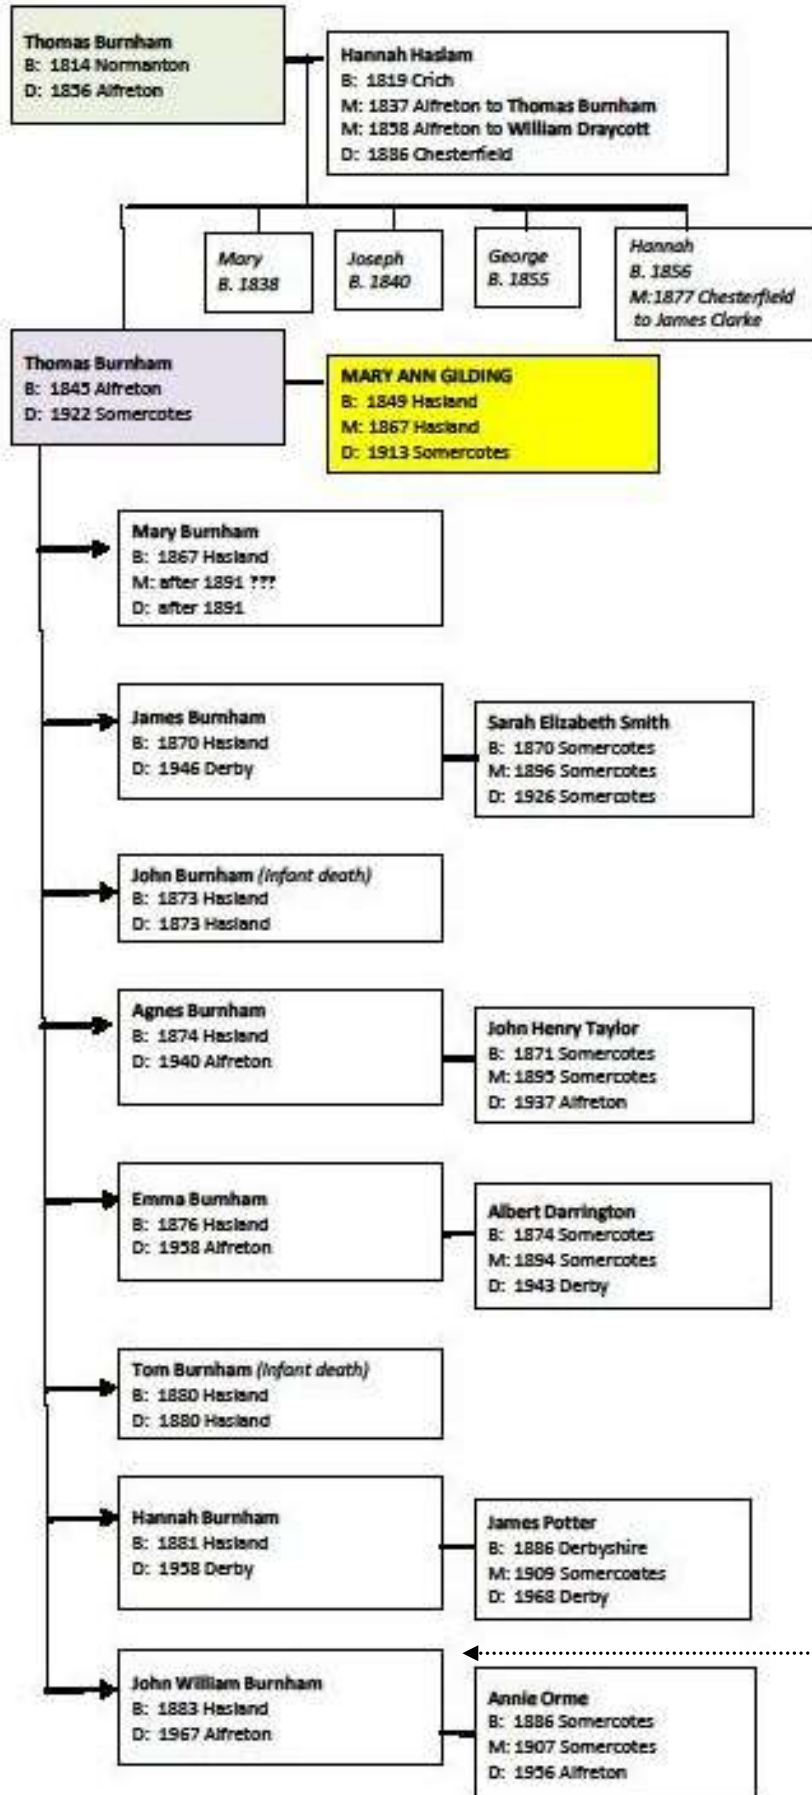 Thomas Burnham
B: 1814 Normanton
D: 1856 Alfreton
Hannah Haslam
B: 1819 Crich
M: 1837 Alfreton to Thomas Burnham
M: 1858 Alfreton to William Draycott
D: 1886 Chesterfield
Mary
B. 1838
Joseph
B. 1840
George
B. 1855
Hannah
B. 1856
M:1877 Chesterfield
to James Clarke
Thomas Burnham
B: 1845 Alfreton
D: 1922 Somercotes
MARY ANN GILDING
B: 1849 Hasland
M: 1867 Hasland
D: 1913 Somercotes
Mary Burnham
B: 1867 Hasland
M: after 1891 ???
D: after 1891
James Burnham
B: 1870 Hasland
D: 1946 Derby
Sarah Elizabeth Smith
B: 1870 Somercotes
M: 1896 Somercotes
D: 1926 Somercotes
John Burnham (Infant death)
B: 1873 Hasland
D: 1873 Hasland
Agnes Burnham
B: 1874 Hasland
D: 1940 Alfreton
John Henry Taylor
B: 1871 Somercotes
M: 1895 Somercotes
D: 1937 Alfreton
Emma Burnham
B: 1876 Hasland
D: 1958 Alfreton
Albert Darrington
B: 1874 Somercotes
M: 1894 Somercotes
D: 1943 Derby
Tom Burnham (Infant death)
B: 1880 Hasland
D: 1880 Hasland
Hannah Burnham
B: 1881 Hasland
D: 1958 Derby
James Potter
B: 1886 Derbyshire
M: 1909 Somercoates
D: 1968 Derby
John William Burnham
B: 1883 Hasland
D: 1967 Alfreton
Annie Orme
B: 1886 Somercotes
M: 1907 Somercotes
D: 1956 Alfreton